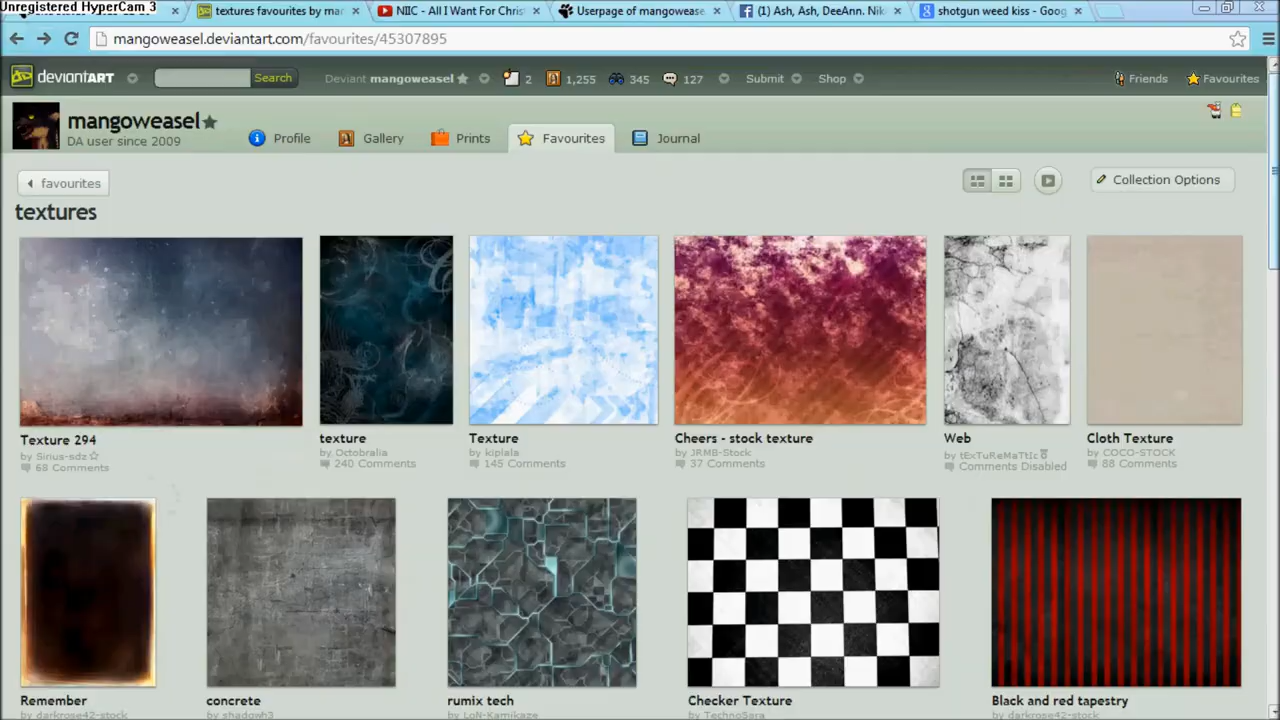 Unregistered HyperCam 3
textures favourites by mar
NIIC - All I Want For Chris
Userpage of mangowease
(1) Ash, Ash, DeeAnn. Nik
shotgun weed kiss - Goog
mangoweasel.deviantart.com/favourites/45307895
deviantART
Search
Deviant mangoweasel
2
1,255
345
127
Submit
Shop
Friends
Favourites
mangoweasel
DA user since 2009
Profile
Gallery
Prints
Favourites
Journal
favourites
Collection Options
textures
Texture 294
by Sirius-sdz
68 Comments
texture
by Octobralia
240 Comments
Texture
by kiplala
145 Comments
Cheers - stock texture
by JRMB-Stock
37 Comments
Web
by tExTuReMaTtIc
Comments Disabled
Cloth Texture
by COCO-STOCK
88 Comments
Remember
by darkrose42-stock
concrete
by shadowh3
rumix tech
by LoN-Kamikaze
Checker Texture
by TechnoSera
Black and red tapestry
by darkrose42-stock